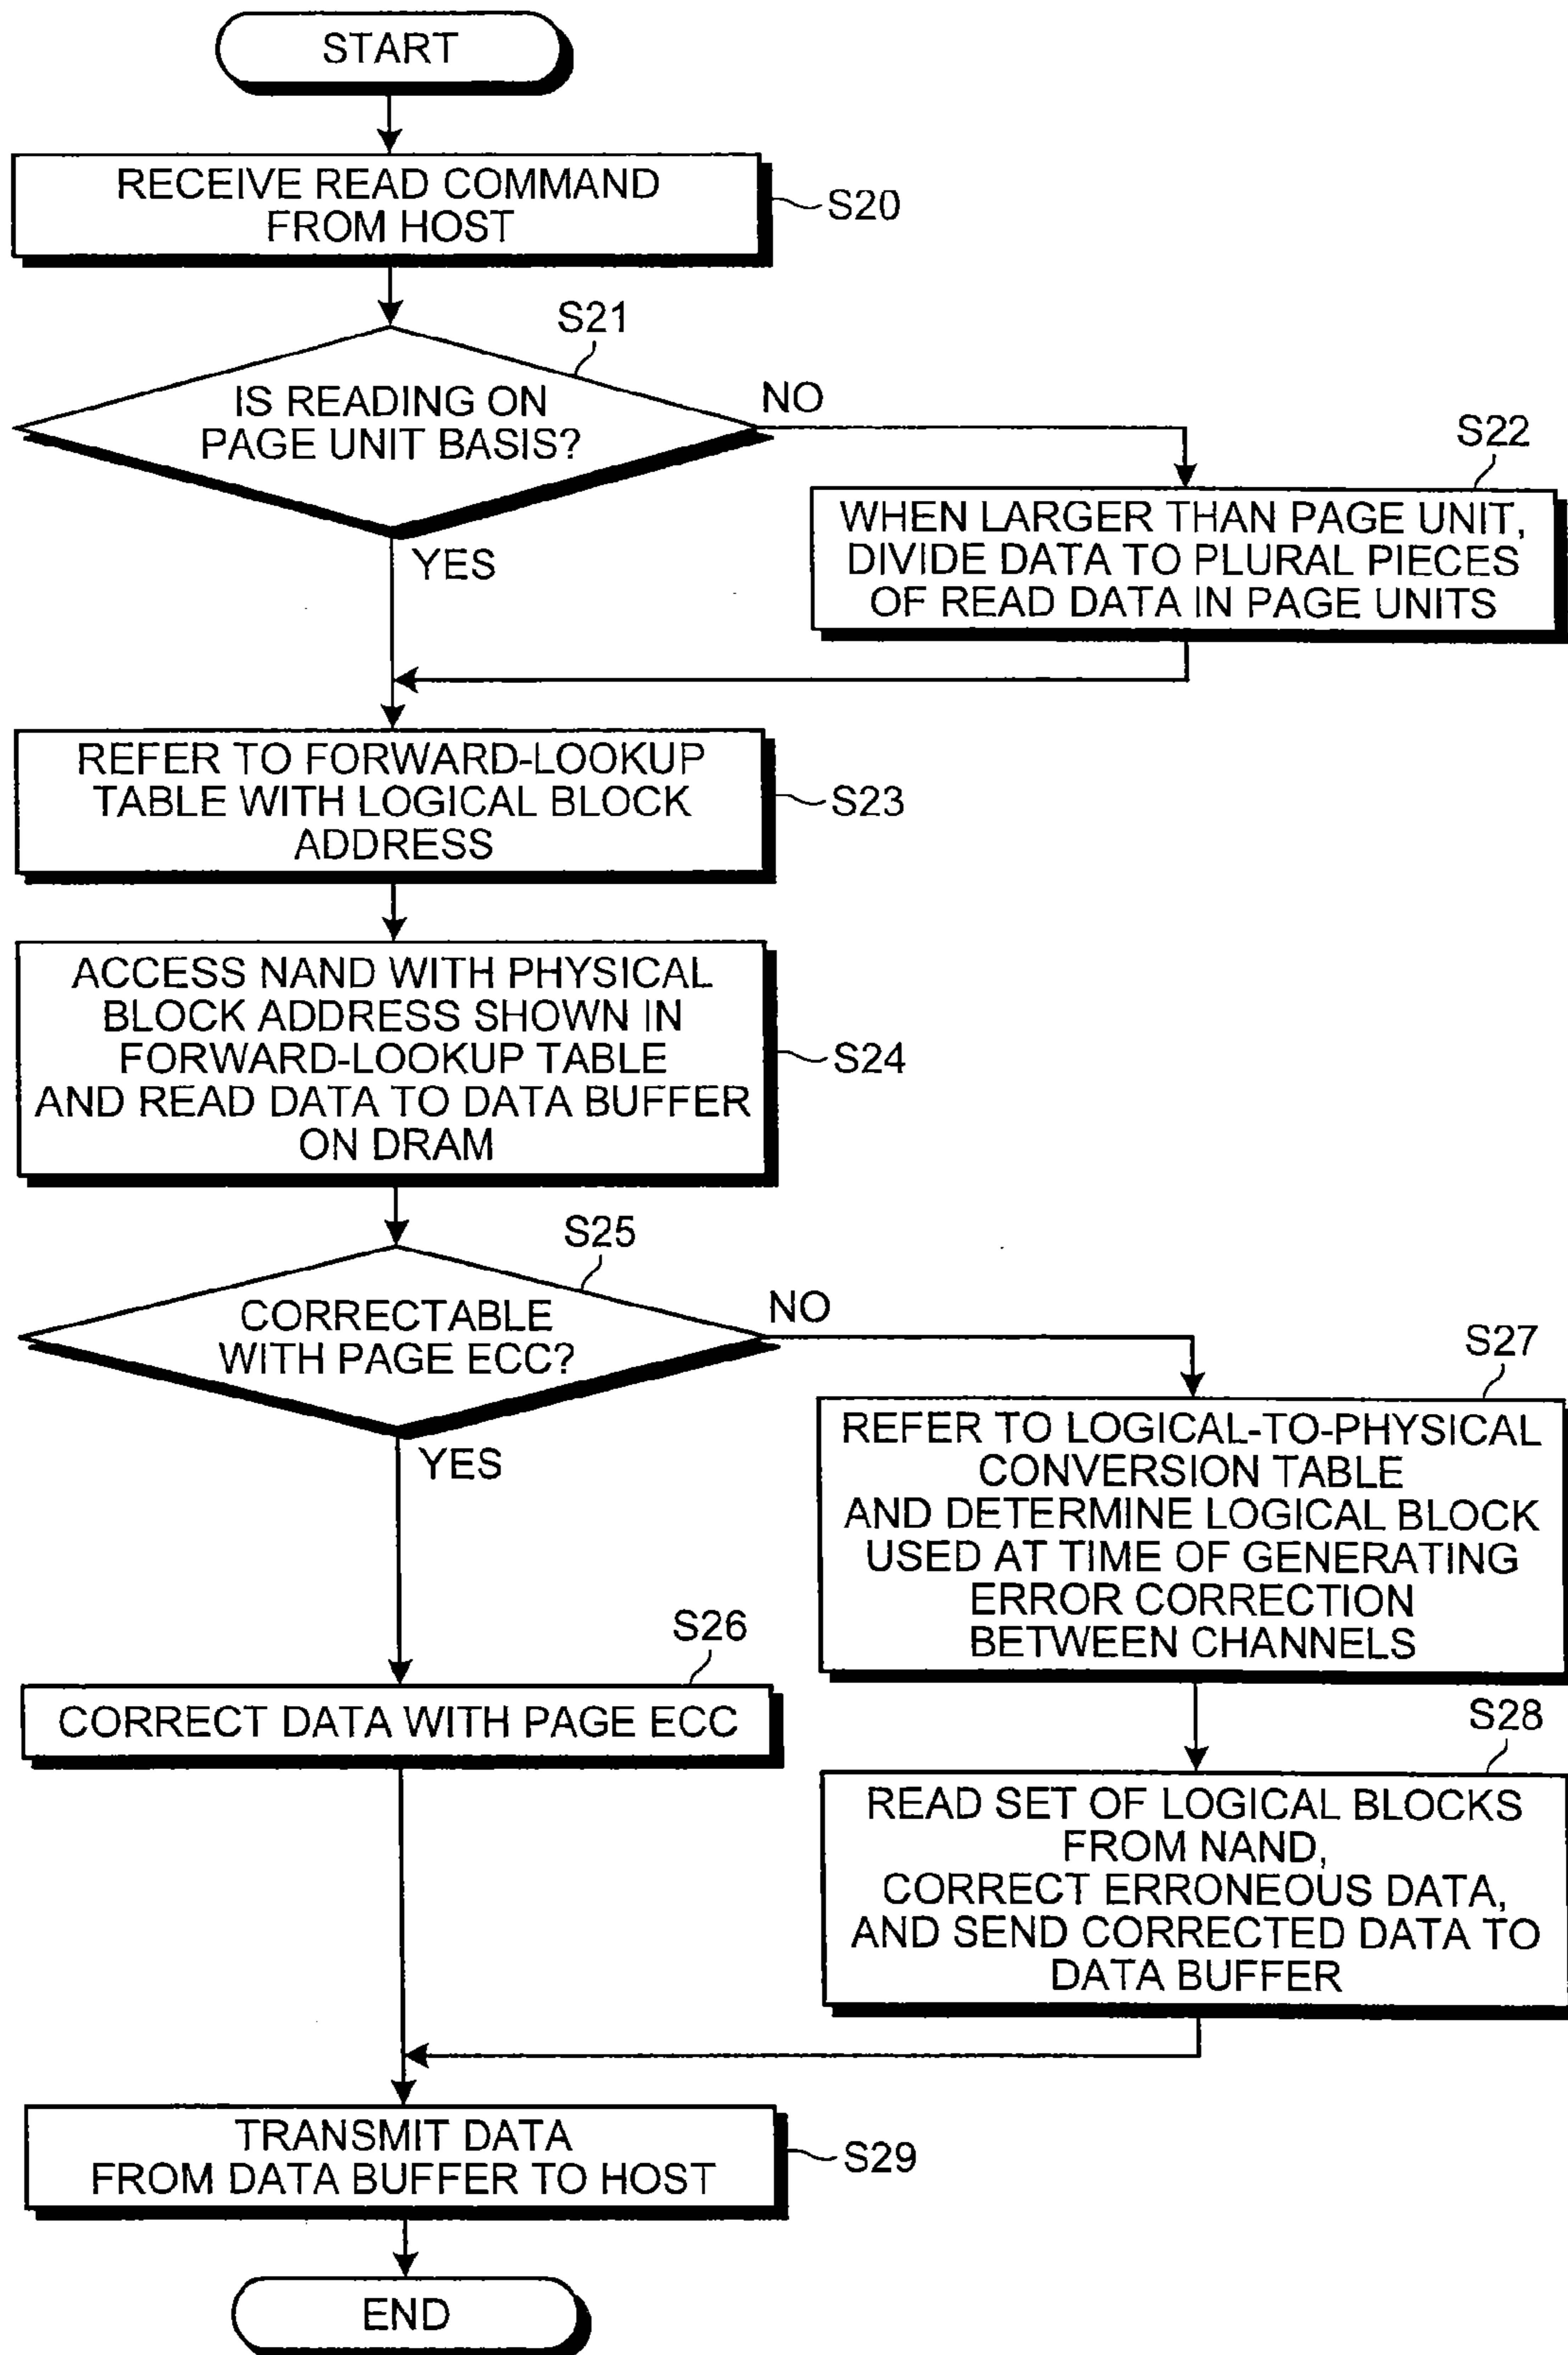 START
RECEIVE READ COMMAND
FROM HOST
S20
S21
IS READING ON
PAGE UNIT BASIS?
NO
YES
S22
WHEN LARGER THAN PAGE UNIT,
DIVIDE DATA TO PLURAL PIECES
OF READ DATA IN PAGE UNITS
REFER TO FORWARD-LOOKUP
TABLE WITH LOGICAL BLOCK
ADDRESS
S23
ACCESS NAND WITH PHYSICAL
BLOCK ADDRESS SHOWN IN
FORWARD-LOOKUP TABLE
AND READ DATA TO DATA BUFFER
ON DRAM
S24
S25
CORRECTABLE
WITH PAGE ECC?
NO
YES
S27
REFER TO LOGICAL-TO-PHYSICAL
CONVERSION TABLE
AND DETERMINE LOGICAL BLOCK
USED AT TIME OF GENERATING
ERROR CORRECTION
BETWEEN CHANNELS
S26
CORRECT DATA WITH PAGE ECC
S28
READ SET OF LOGICAL BLOCKS
FROM NAND,
CORRECT ERRONEOUS DATA,
AND SEND CORRECTED DATA TO
DATA BUFFER
TRANSMIT DATA
FROM DATA BUFFER TO HOST
S29
END